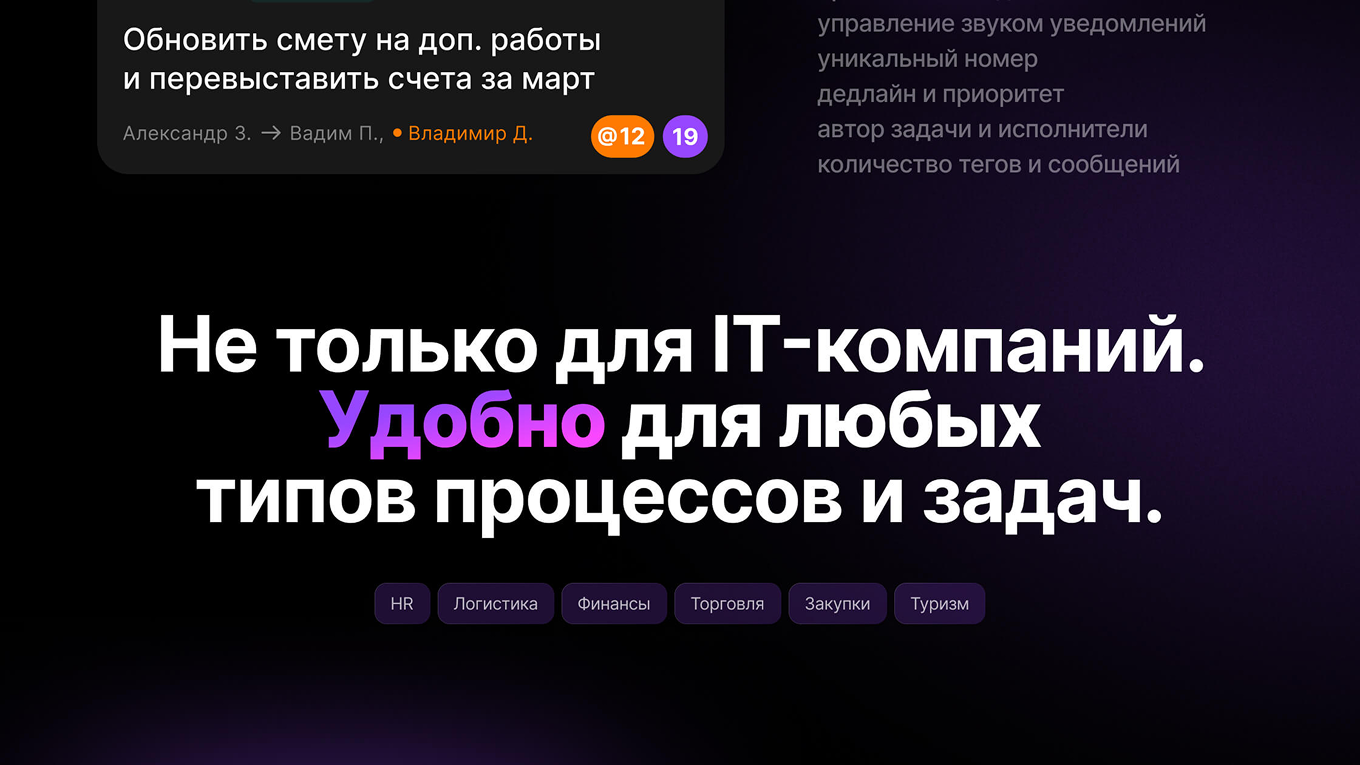 Обновить смету на доп. работы
и перевыставить счета за март
Александр З. → Вадим П., • Владимир Д.
@12
19
управление звуком уведомлений
уникальный номер
дедлайн и приоритет
автор задачи и исполнители
количество тегов и сообщений
Не только для IT-компаний.
Удобно для любых
типов процессов и задач.
HR
Логистика
Финансы
Торговля
Закупки
Туризм